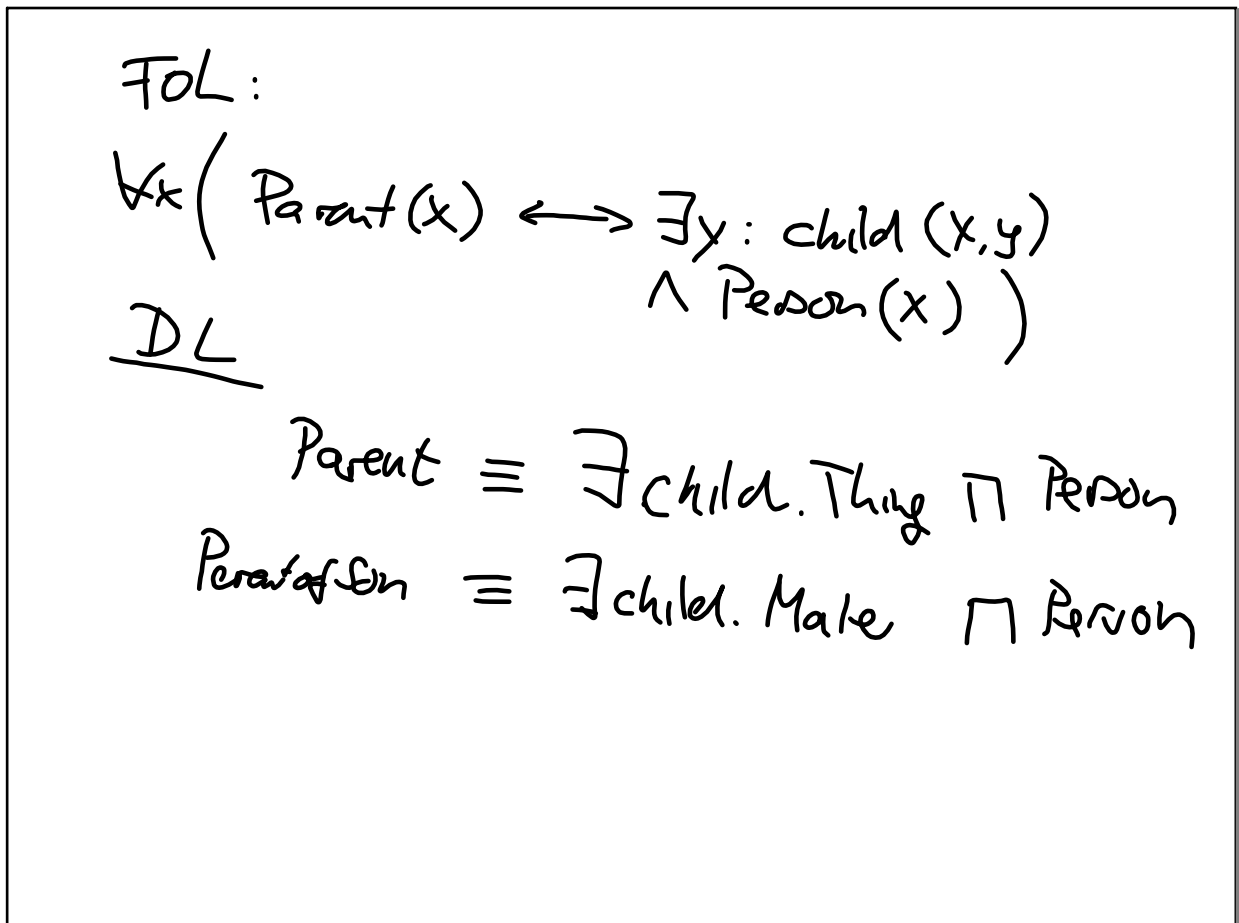 FOL:
∀x( Parent(x) ⟷ ∃y: child (x,y)
∧ Person(x) )
DL
Parent ≡ ∃child.Thing ⊓ Person
ParentofSon ≡ ∃child.Male ⊓ Person